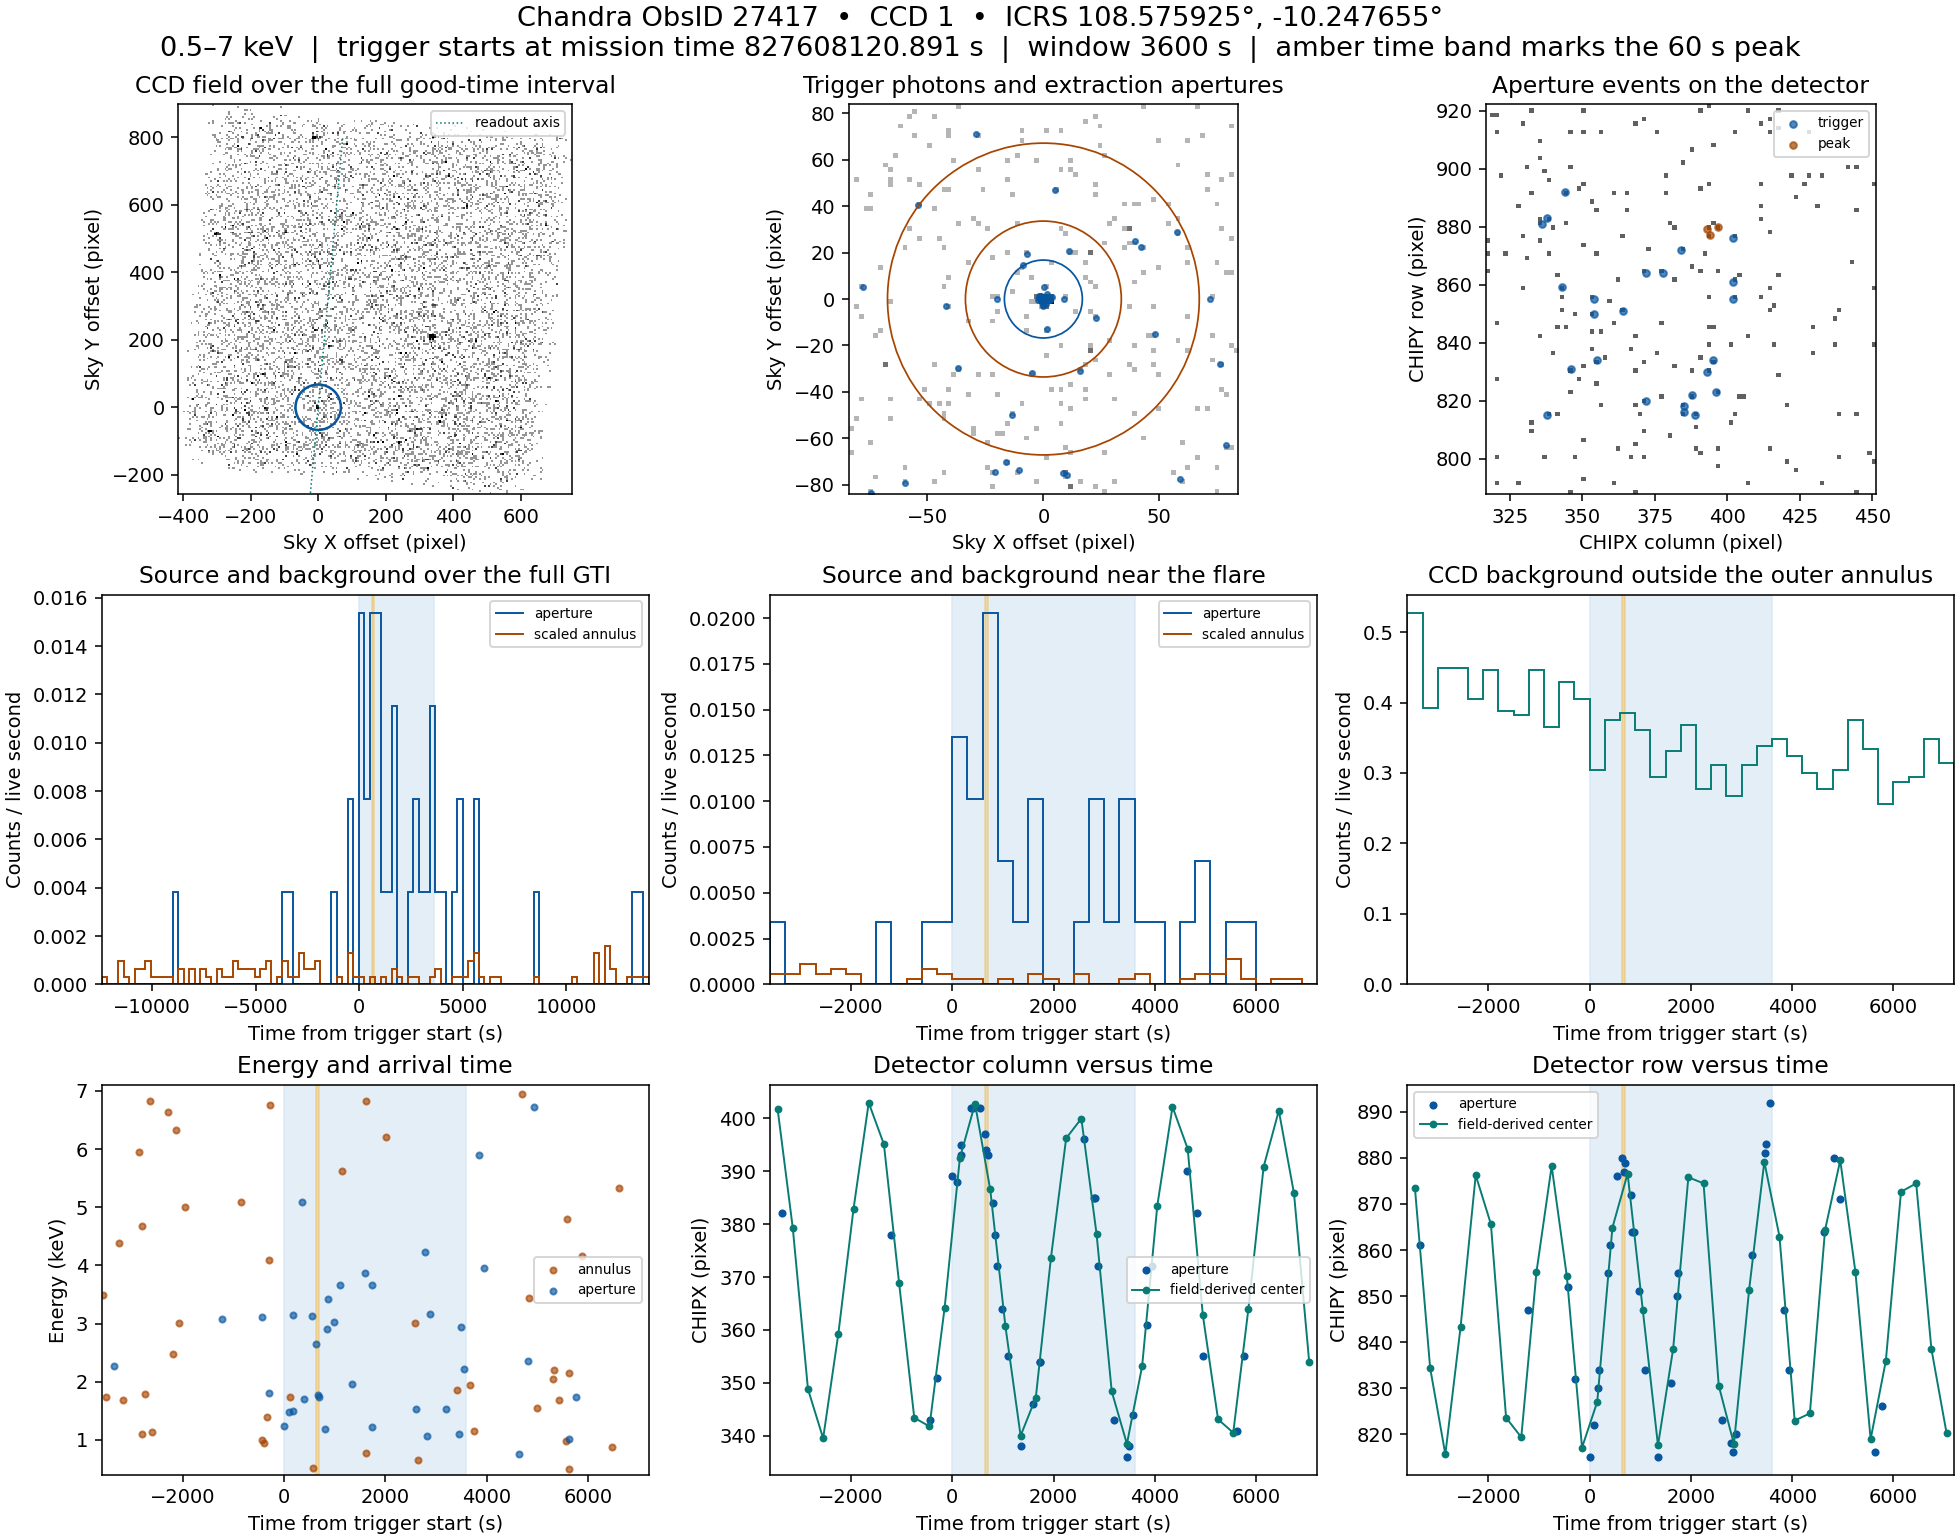 Chandra ObsID 27417 • CCD 1 • ICRS 108.575925°, -10.247655°
0.5–7 keV | trigger starts at mission time 827608120.891 s | window 3600 s | amber time band marks the 60 s peak
CCD field over the full good-time interval
readout axis
Sky Y offset (pixel)
800
600
400
200
0
−200
−400 −200 0 200 400 600
Sky X offset (pixel)
Trigger photons and extraction apertures
Sky Y offset (pixel)
80
60
40
20
0
−20
−40
−60
−80
−50 0 50
Sky X offset (pixel)
Aperture events on the detector
trigger
peak
CHIPY row (pixel)
920
900
880
860
840
820
800
325 350 375 400 425 450
CHIPX column (pixel)
Source and background over the full GTI
aperture
scaled annulus
Counts / live second
0.016
0.014
0.012
0.010
0.008
0.006
0.004
0.002
0.000
−10000 −5000 0 5000 10000
Time from trigger start (s)
Source and background near the flare
aperture
scaled annulus
Counts / live second
0.0200
0.0175
0.0150
0.0125
0.0100
0.0075
0.0050
0.0025
0.0000
−2000 0 2000 4000 6000
Time from trigger start (s)
CCD background outside the outer annulus
Counts / live second
0.5
0.4
0.3
0.2
0.1
0.0
−2000 0 2000 4000 6000
Time from trigger start (s)
Energy and arrival time
annulus
aperture
Energy (keV)
7
6
5
4
3
2
1
−2000 0 2000 4000 6000
Time from trigger start (s)
Detector column versus time
aperture
field-derived center
CHIPX (pixel)
400
390
380
370
360
350
340
−2000 0 2000 4000 6000
Time from trigger start (s)
Detector row versus time
aperture
field-derived center
CHIPY (pixel)
890
880
870
860
850
840
830
820
−2000 0 2000 4000 6000
Time from trigger start (s)